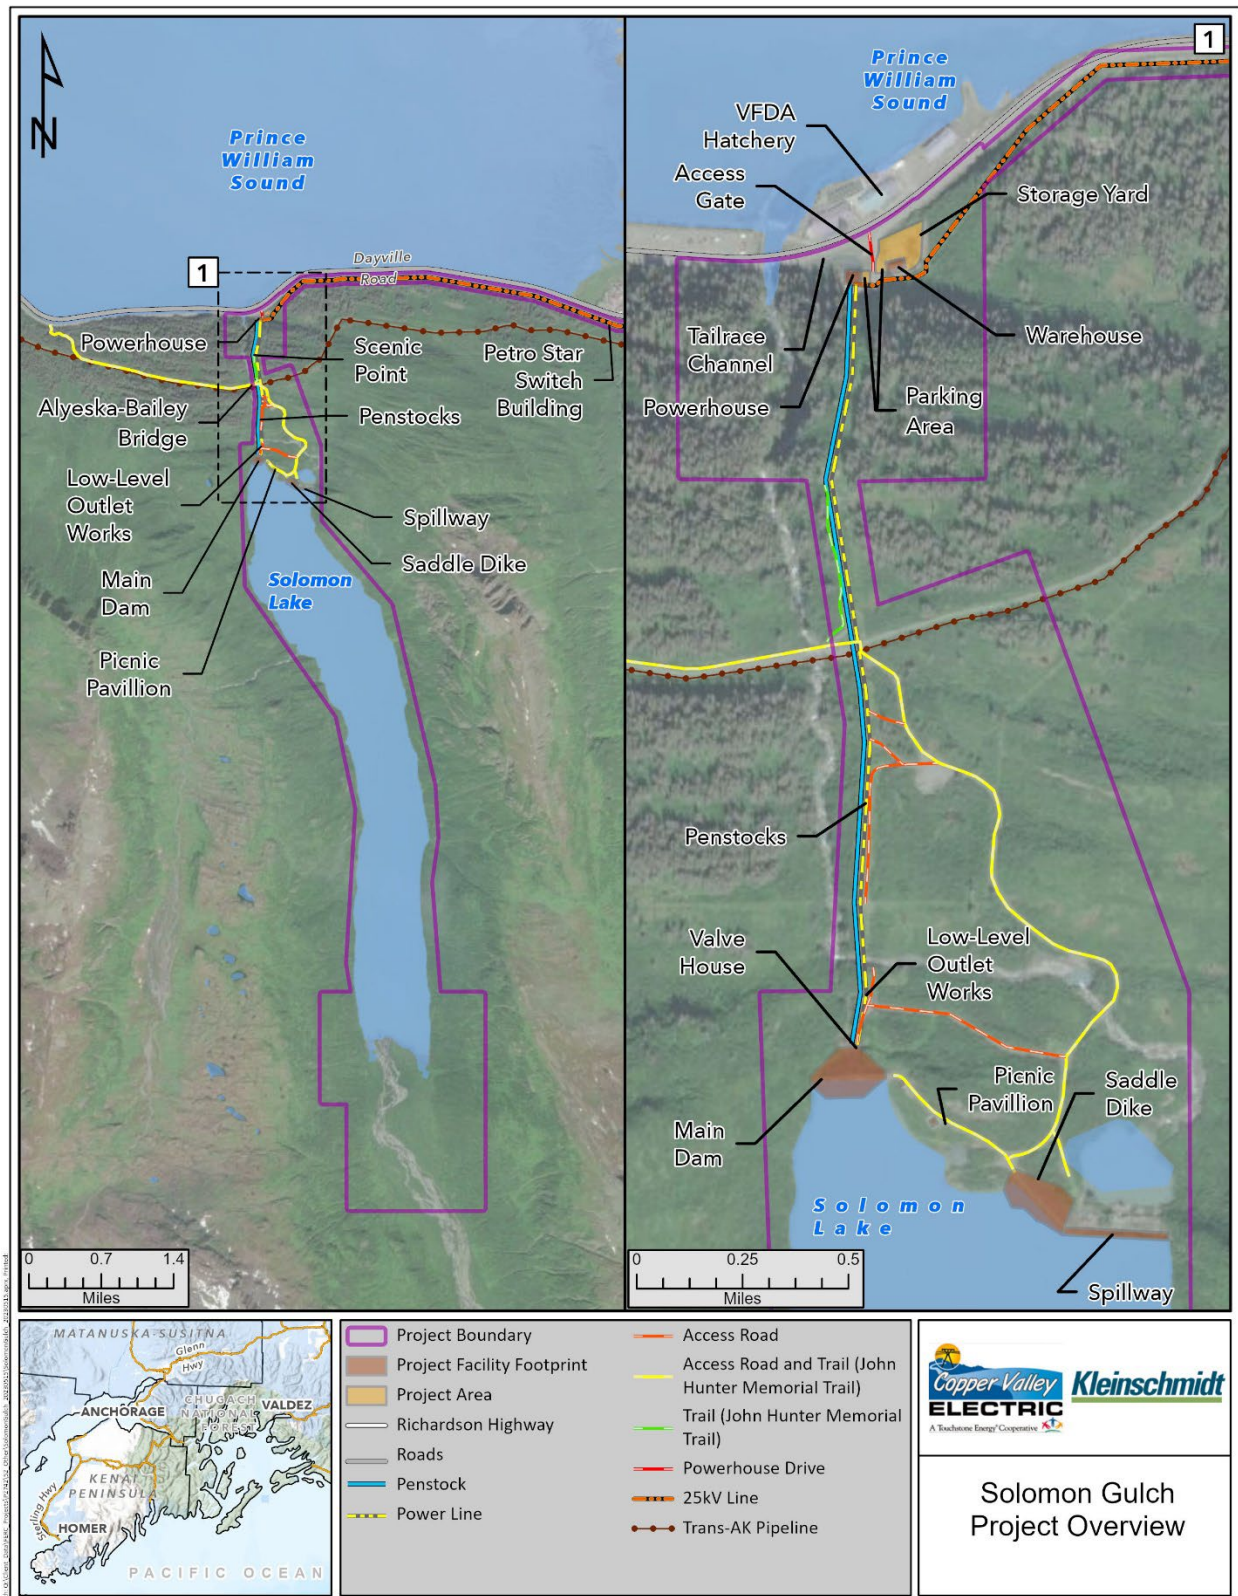 N
Prince
William
Sound
1
Dayville
Road
Powerhouse
Scenic
Point
Petro Star
Switch
Building
Alyeska-Bailey
Bridge
Penstocks
Low-Level
Outlet
Works
Spillway
Saddle Dike
Main
Dam
Solomon
Lake
Picnic
Pavillion
0 0.7 1.4
Miles
1
Prince
William
Sound
VFDA
Hatchery
Access
Gate
Storage Yard
Tailrace
Channel
Warehouse
Powerhouse
Parking
Area
Penstocks
Valve
House
Low-Level
Outlet
Works
Picnic
Pavillion
Saddle
Dike
Main
Dam
Solomon
Lake
Spillway
0 0.25 0.5
Miles
MATANUSKA-SUSITNA
Glenn
Hwy
CHUGACH
NATIONAL
FOREST
VALDEZ
ANCHORAGE
KENAI
PENINSULA
Sterling Hwy
HOMER
PACIFIC OCEAN
Project Boundary
Project Facility Footprint
Project Area
Richardson Highway
Roads
Penstock
Power Line
Access Road
Access Road and Trail (John
Hunter Memorial Trail)
Trail (John Hunter Memorial
Trail)
Powerhouse Drive
25kV Line
Trans-AK Pipeline
Copper Valley
ELECTRIC
A Touchstone Energy® Cooperative
Kleinschmidt
Solomon Gulch
Project Overview